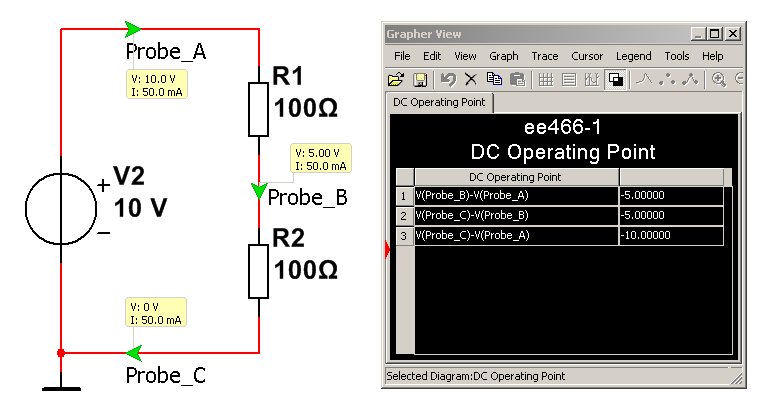 Probe_A
V: 10.0 V
I: 50.0 mA
R1
100Ω
V: 5.00 V
I: 50.0 mA
Probe_B
V2
10 V
+
–
R2
100Ω
V: 0 V
I: 50.0 mA
Probe_C
Grapher View
File Edit View Graph Trace Cursor Legend Tools Help
DC Operating Point
ee466-1
DC Operating Point
DC Operating Point
1 V(Probe_B)-V(Probe_A) -5.00000
2 V(Probe_C)-V(Probe_B) -5.00000
3 V(Probe_C)-V(Probe_A) -10.00000
Selected Diagram:DC Operating Point